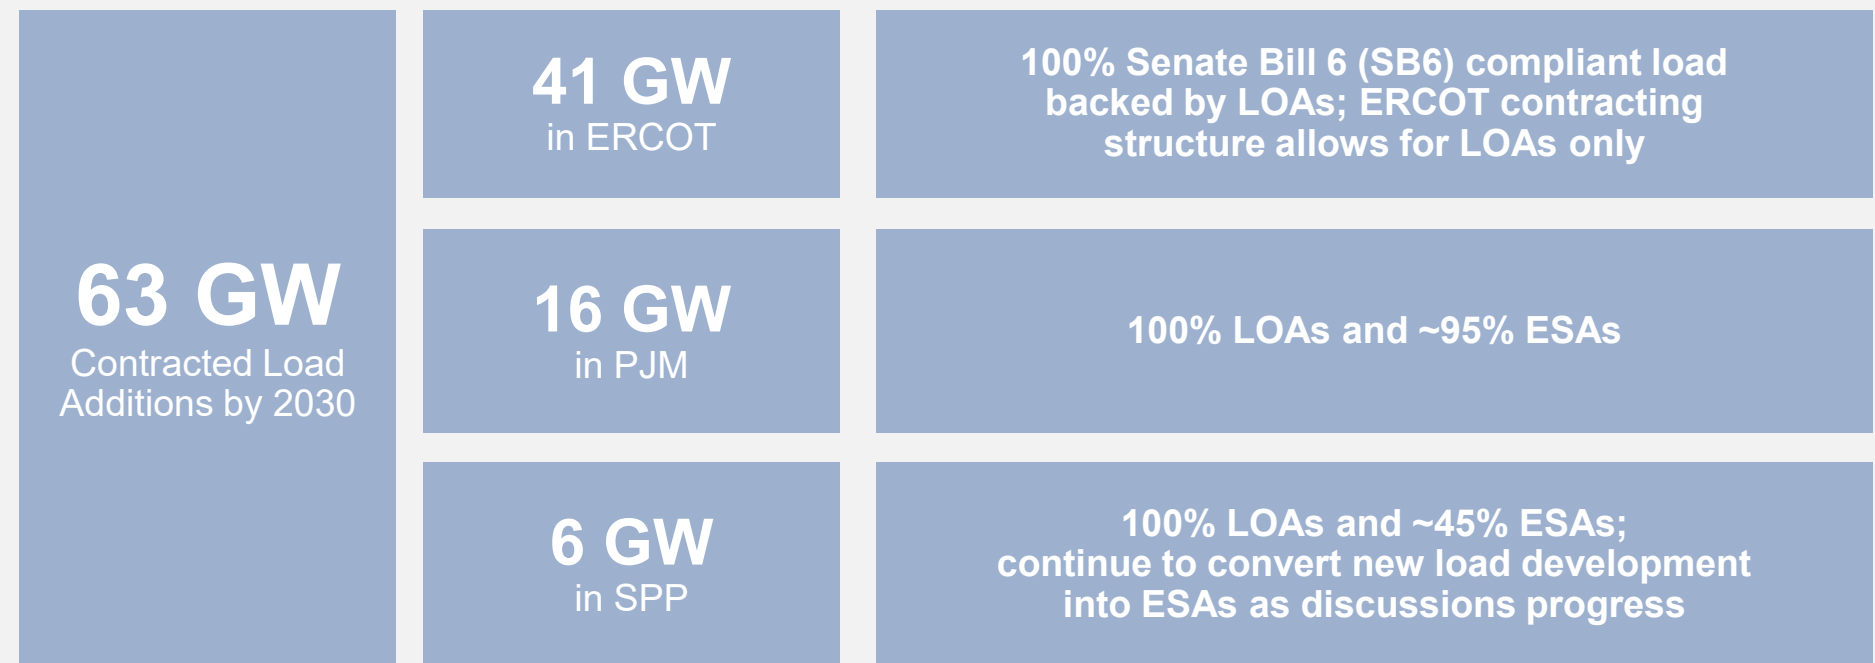 63 GW
Contracted Load
Additions by 2030
41 GW
in ERCOT
100% Senate Bill 6 (SB6) compliant load
backed by LOAs; ERCOT contracting
structure allows for LOAs only
16 GW
in PJM
100% LOAs and ~95% ESAs
6 GW
in SPP
100% LOAs and ~45% ESAs;
continue to convert new load development
into ESAs as discussions progress